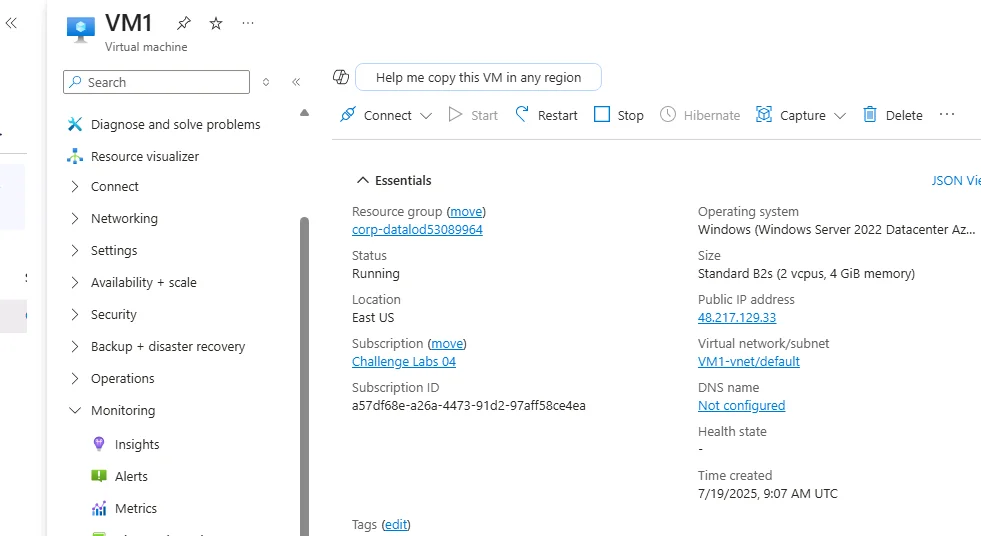 VM1
Virtual machine
Search
Diagnose and solve problems
Resource visualizer
Connect
Networking
Settings
Availability + scale
Security
Backup + disaster recovery
Operations
Monitoring
Insights
Alerts
Metrics
Help me copy this VM in any region
Connect Start Restart Stop Hibernate Capture Delete ...
Essentials
JSON Vie
Resource group (move)
corp-datalod53089964
Status
Running
Location
East US
Subscription (move)
Challenge Labs 04
Subscription ID
a57df68e-a26a-4473-91d2-97aff58ce4ea
Operating system
Windows (Windows Server 2022 Datacenter Az...
Size
Standard B2s (2 vcpus, 4 GiB memory)
Public IP address
48.217.129.33
Virtual network/subnet
VM1-vnet/default
DNS name
Not configured
Health state
-
Time created
7/19/2025, 9:07 AM UTC
Tags (edit)